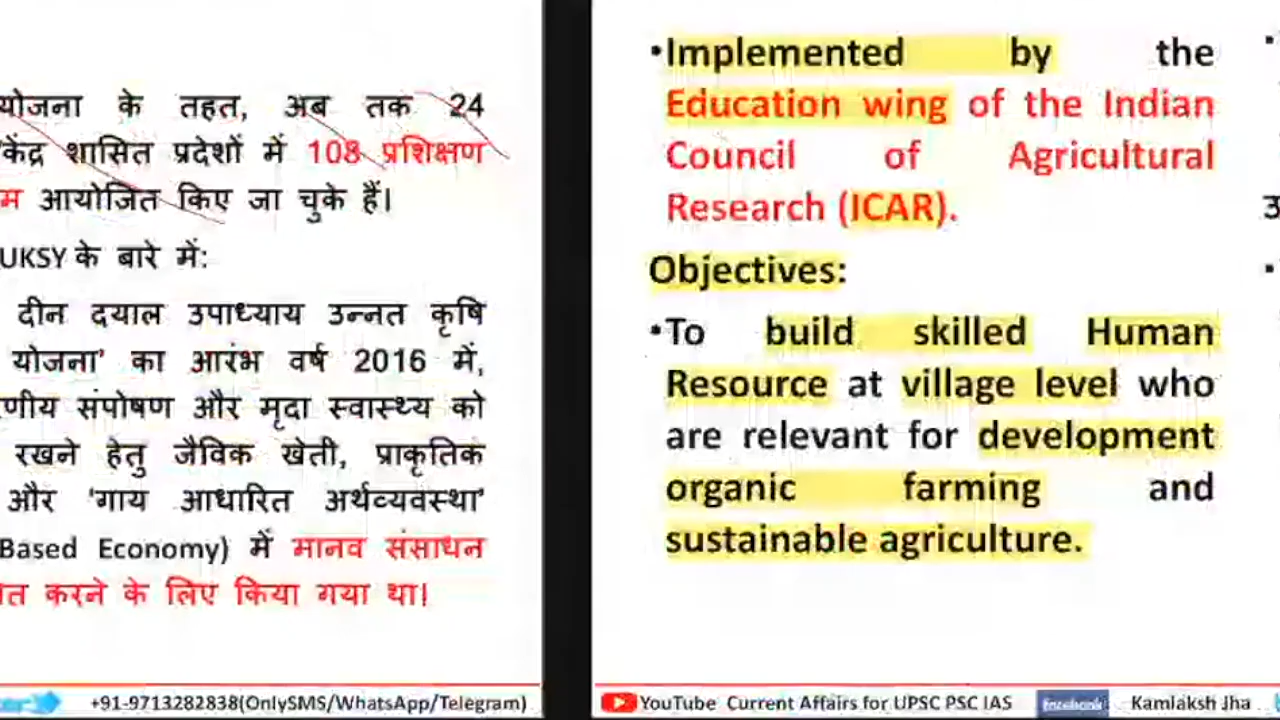 योजना के तहत, अब तक 24
केंद्र शासित प्रदेशों में 108 प्रशिक्षण
आयोजित किए जा चुके हैं।
UKSY के बारे में:
दीन दयाल उपाध्याय उन्नत कृषि
योजना' का आरंभ वर्ष 2016 में,
संपोषण और मृदा स्वास्थ्य को
रखने हेतु जैविक खेती, प्राकृतिक
और 'गाय आधारित अर्थव्यवस्था'
Based Economy) में मानव संसाधन
करने के लिए किया गया था।
+91-9713282838(OnlySMS/WhatsApp/Telegram)
•Implemented by the
Education wing of the Indian
Council of Agricultural
Research (ICAR).
Objectives:
•To build skilled Human
Resource at village level who
are relevant for development
organic farming and
sustainable agriculture.
YouTube Current Affairs for UPSC PSC IAS facebook Kamlaksh Jha